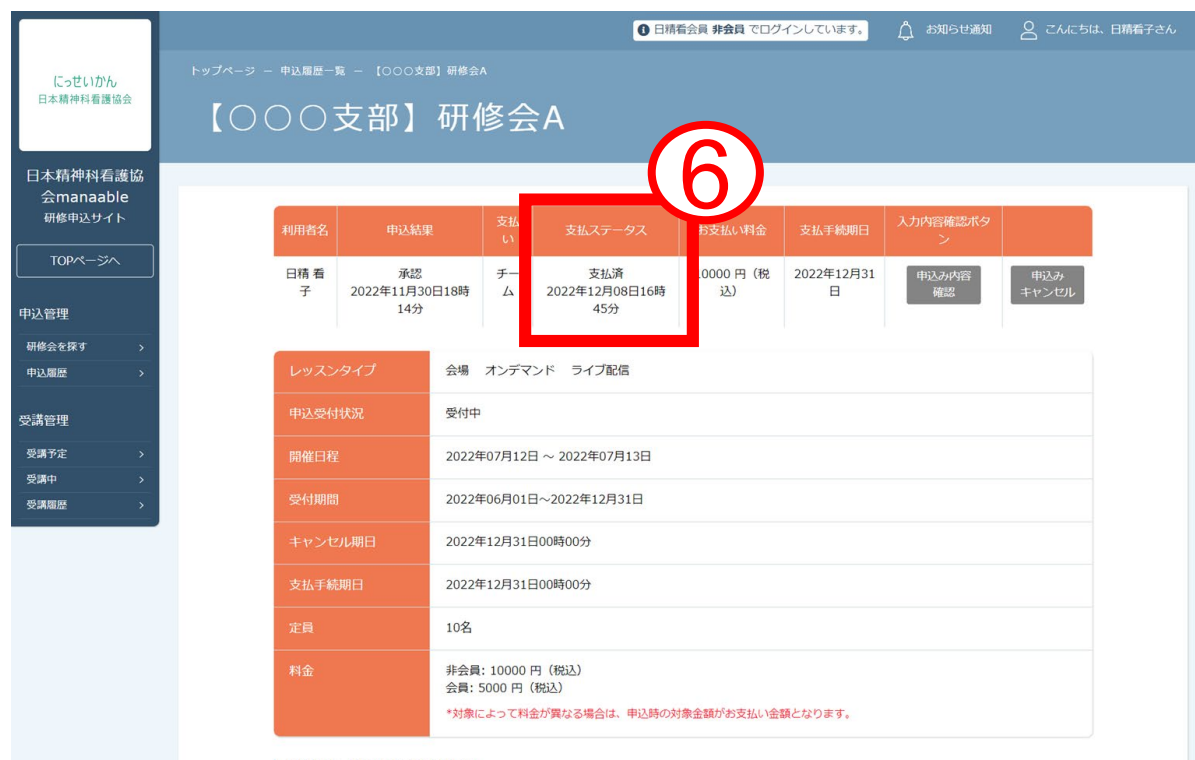 にっせいかん
日本精神科看護協会
日本精神科看護協
会manaable
研修申込サイト
TOPページへ
申込管理
研修会を探す
申込履歴
受講管理
受講予定
受講中
受講履歴
日精看会員 非会員 でログインしています。
お知らせ通知
こんにちは、日精看子さん
トップページ － 申込履歴一覧 － 【○○○支部】研修会A
【○○○支部】研修会A
⑥
利用者名
申込結果
支払
い
支払ステータス
お支払い料金
支払手続期日
入力内容確認ボタ
ン
日精 看
子
承認
2022年11月30日18時
14分
チー
ム
支払済
2022年12月08日16時
45分
0000 円（税
込）
2022年12月31
日
申込み内容
確認
申込み
キャンセル
レッスンタイプ
会場 オンデマンド ライブ配信
申込受付状況
受付中
開催日程
2022年07月12日 ～ 2022年07月13日
受付期間
2022年06月01日～2022年12月31日
キャンセル期日
2022年12月31日00時00分
支払手続期日
2022年12月31日00時00分
定員
10名
料金
非会員: 10000 円（税込）
会員: 5000 円（税込）
*対象によって料金が異なる場合は、申込時の対象金額がお支払い金額となります。